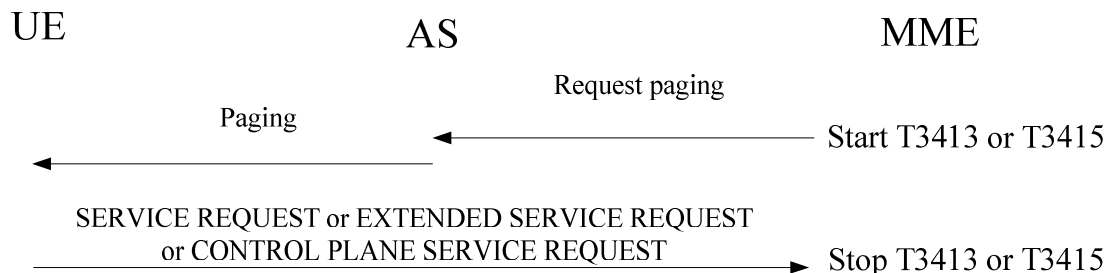 UE
AS
MME
Request paging
Paging
Start T3413 or T3415
SERVICE REQUEST or EXTENDED SERVICE REQUEST
or CONTROL PLANE SERVICE REQUEST
Stop T3413 or T3415